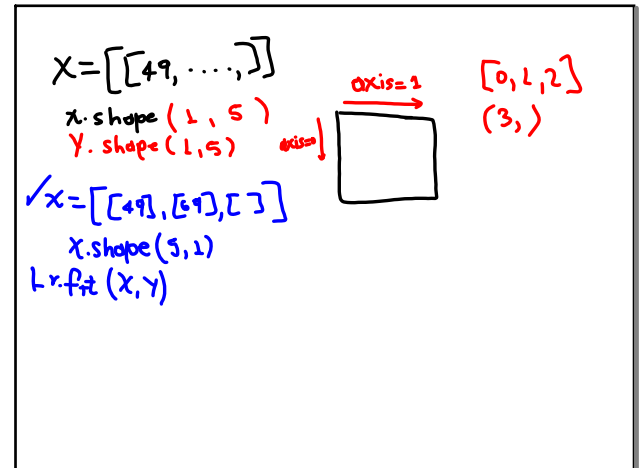 X=[[49, ....,]]
x.shape (1, 5)
Y. shape (1,5)
✓x=[[49],[69],[ ]]
X.shape(5,1)
Lr.fit (X,Y)
axis=1
axis=0
[0,1,2]
(3, )